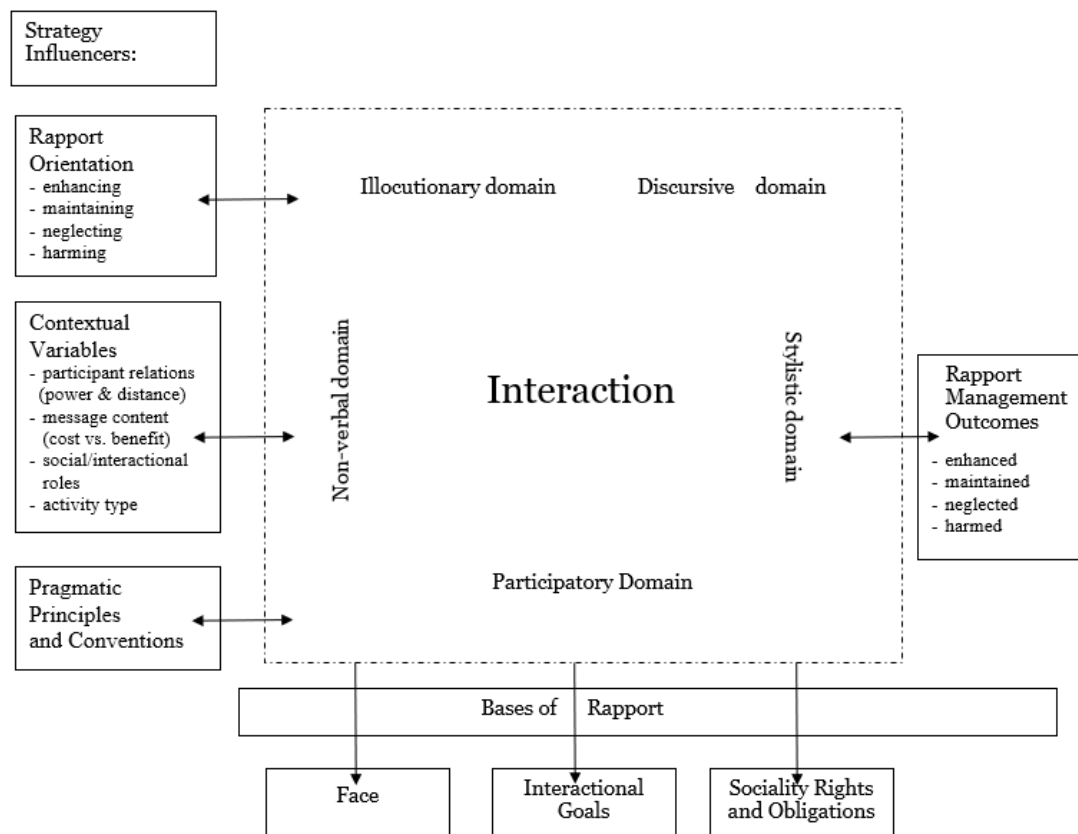 Strategy
Influencers:
Rapport
Orientation
- enhancing
- maintaining
- neglecting
- harming
Contextual
Variables
- participant relations
(power & distance)
- message content
(cost vs. benefit)
- social/interactional
roles
- activity type
Pragmatic
Principles
and Conventions
Illocutionary domain
Discursive domain
Non-verbal domain
Interaction
Stylistic domain
Participatory Domain
Rapport
Management
Outcomes
- enhanced
- maintained
- neglected
- harmed
Bases of Rapport
Face
Interactional
Goals
Sociality Rights
and Obligations